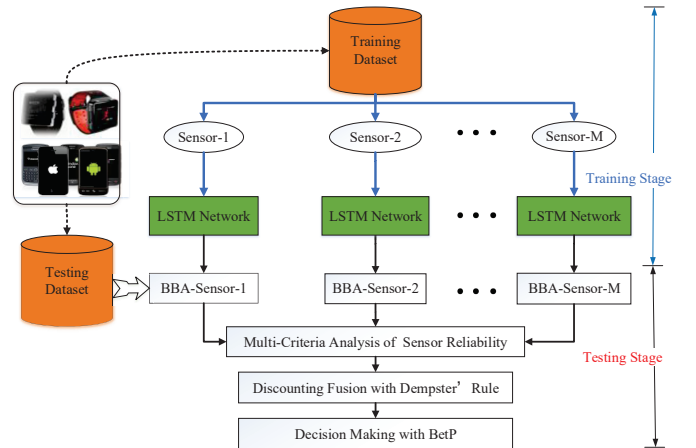 Training
Dataset
Sensor-1
Sensor-2
Sensor-M
Training Stage
LSTM Network
LSTM Network
LSTM Network
Testing
Dataset
BBA-Sensor-1
BBA-Sensor-2
BBA-Sensor-M
Multi-Criteria Analysis of Sensor Reliability
Testing Stage
Discounting Fusion with Dempster’ Rule
Decision Making with BetP